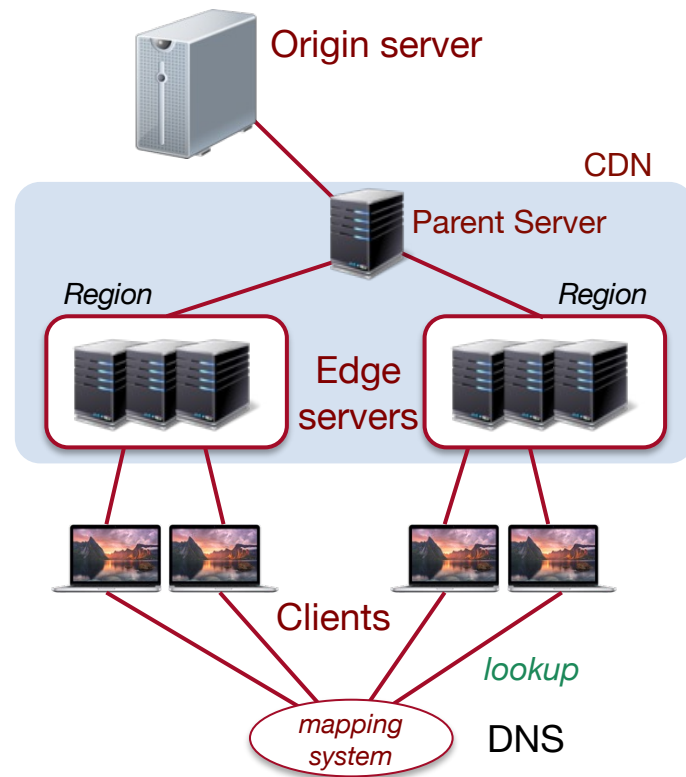 Origin server
CDN
Parent Server
Region
Region
Edge
servers
Clients
lookup
mapping
system
DNS